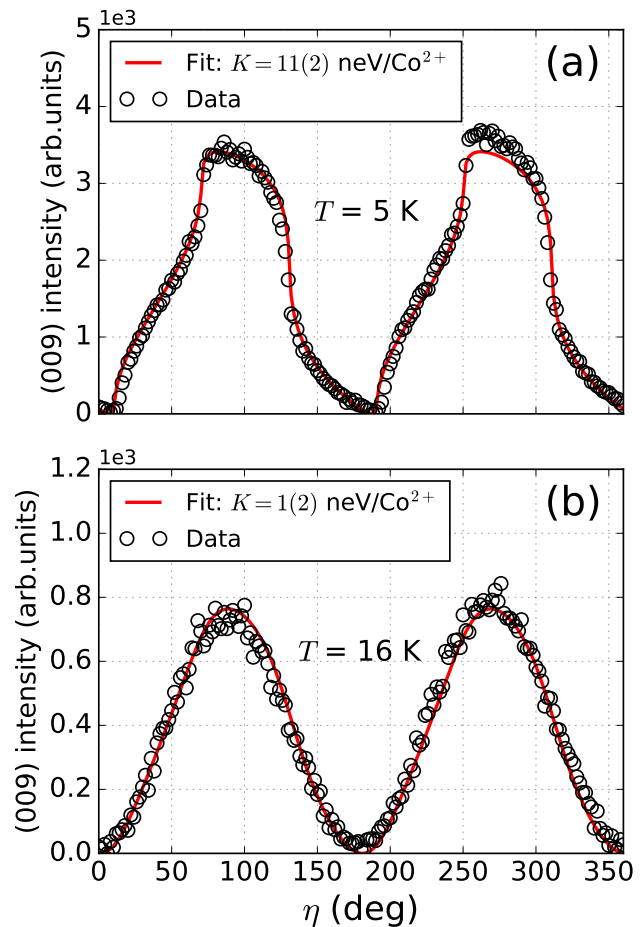 1e3
5
4
3
2
1
0
(009) intensity (arb.units)
Fit: K = 11(2) neV/Co²⁺
Data
(a)
T = 5 K
1e3
1.2
1.0
0.8
0.6
0.4
0.2
0.0
(009) intensity (arb.units)
Fit: K = 1(2) neV/Co²⁺
Data
(b)
T = 16 K
0 50 100 150 200 250 300 350
η (deg)